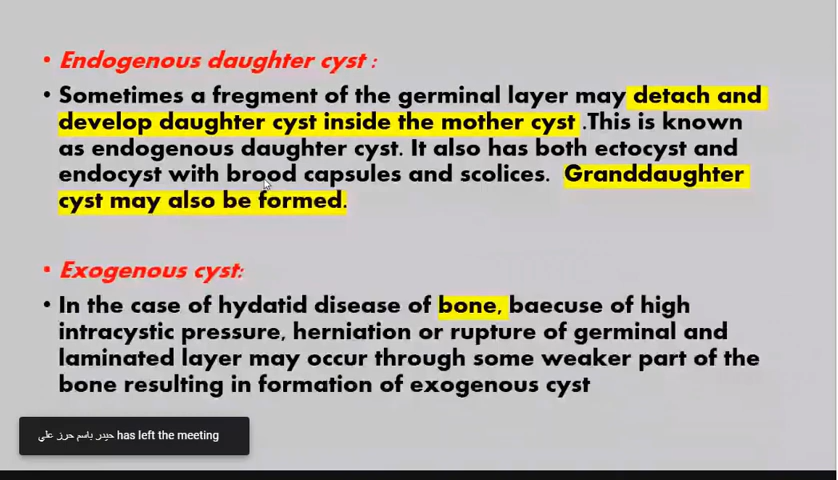 • Endogenous daughter cyst :
• Sometimes a fregment of the germinal layer may detach and
develop daughter cyst inside the mother cyst .This is known
as endogenous daughter cyst. It also has both ectocyst and
endocyst with brood capsules and scolices. Granddaughter
cyst may also be formed.
• Exogenous cyst:
• In the case of hydatid disease of bone, baecuse of high
intracystic pressure, herniation or rupture of germinal and
laminated layer may occur through some weaker part of the
bone resulting in formation of exogenous cyst
حيدر باسم حرز علي has left the meeting